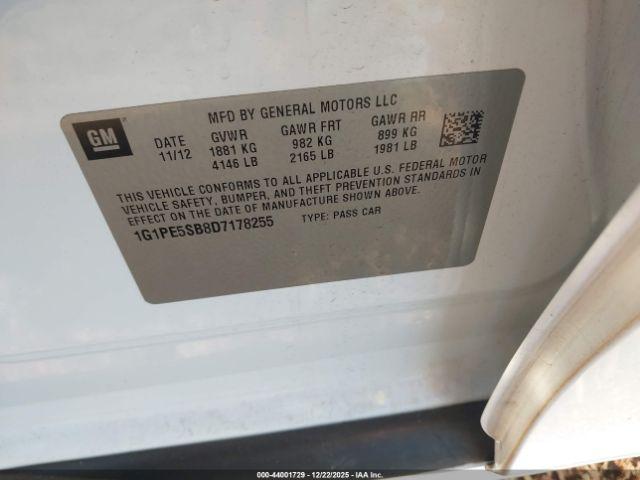 MFD BY GENERAL MOTORS LLC
GM
DATE GVWR GAWR FRT GAWR RR
11/12 1881 KG 982 KG 899 KG
4146 LB 2165 LB 1981 LB
THIS VEHICLE CONFORMS TO ALL APPLICABLE U.S. FEDERAL MOTOR
VEHICLE SAFETY, BUMPER, AND THEFT PREVENTION STANDARDS IN
EFFECT ON THE DATE OF MANUFACTURE SHOWN ABOVE.
1G1PE5SB8D7178255 TYPE: PASS CAR
000-44001729 - 12/22/2025 - IAAI, Inc.